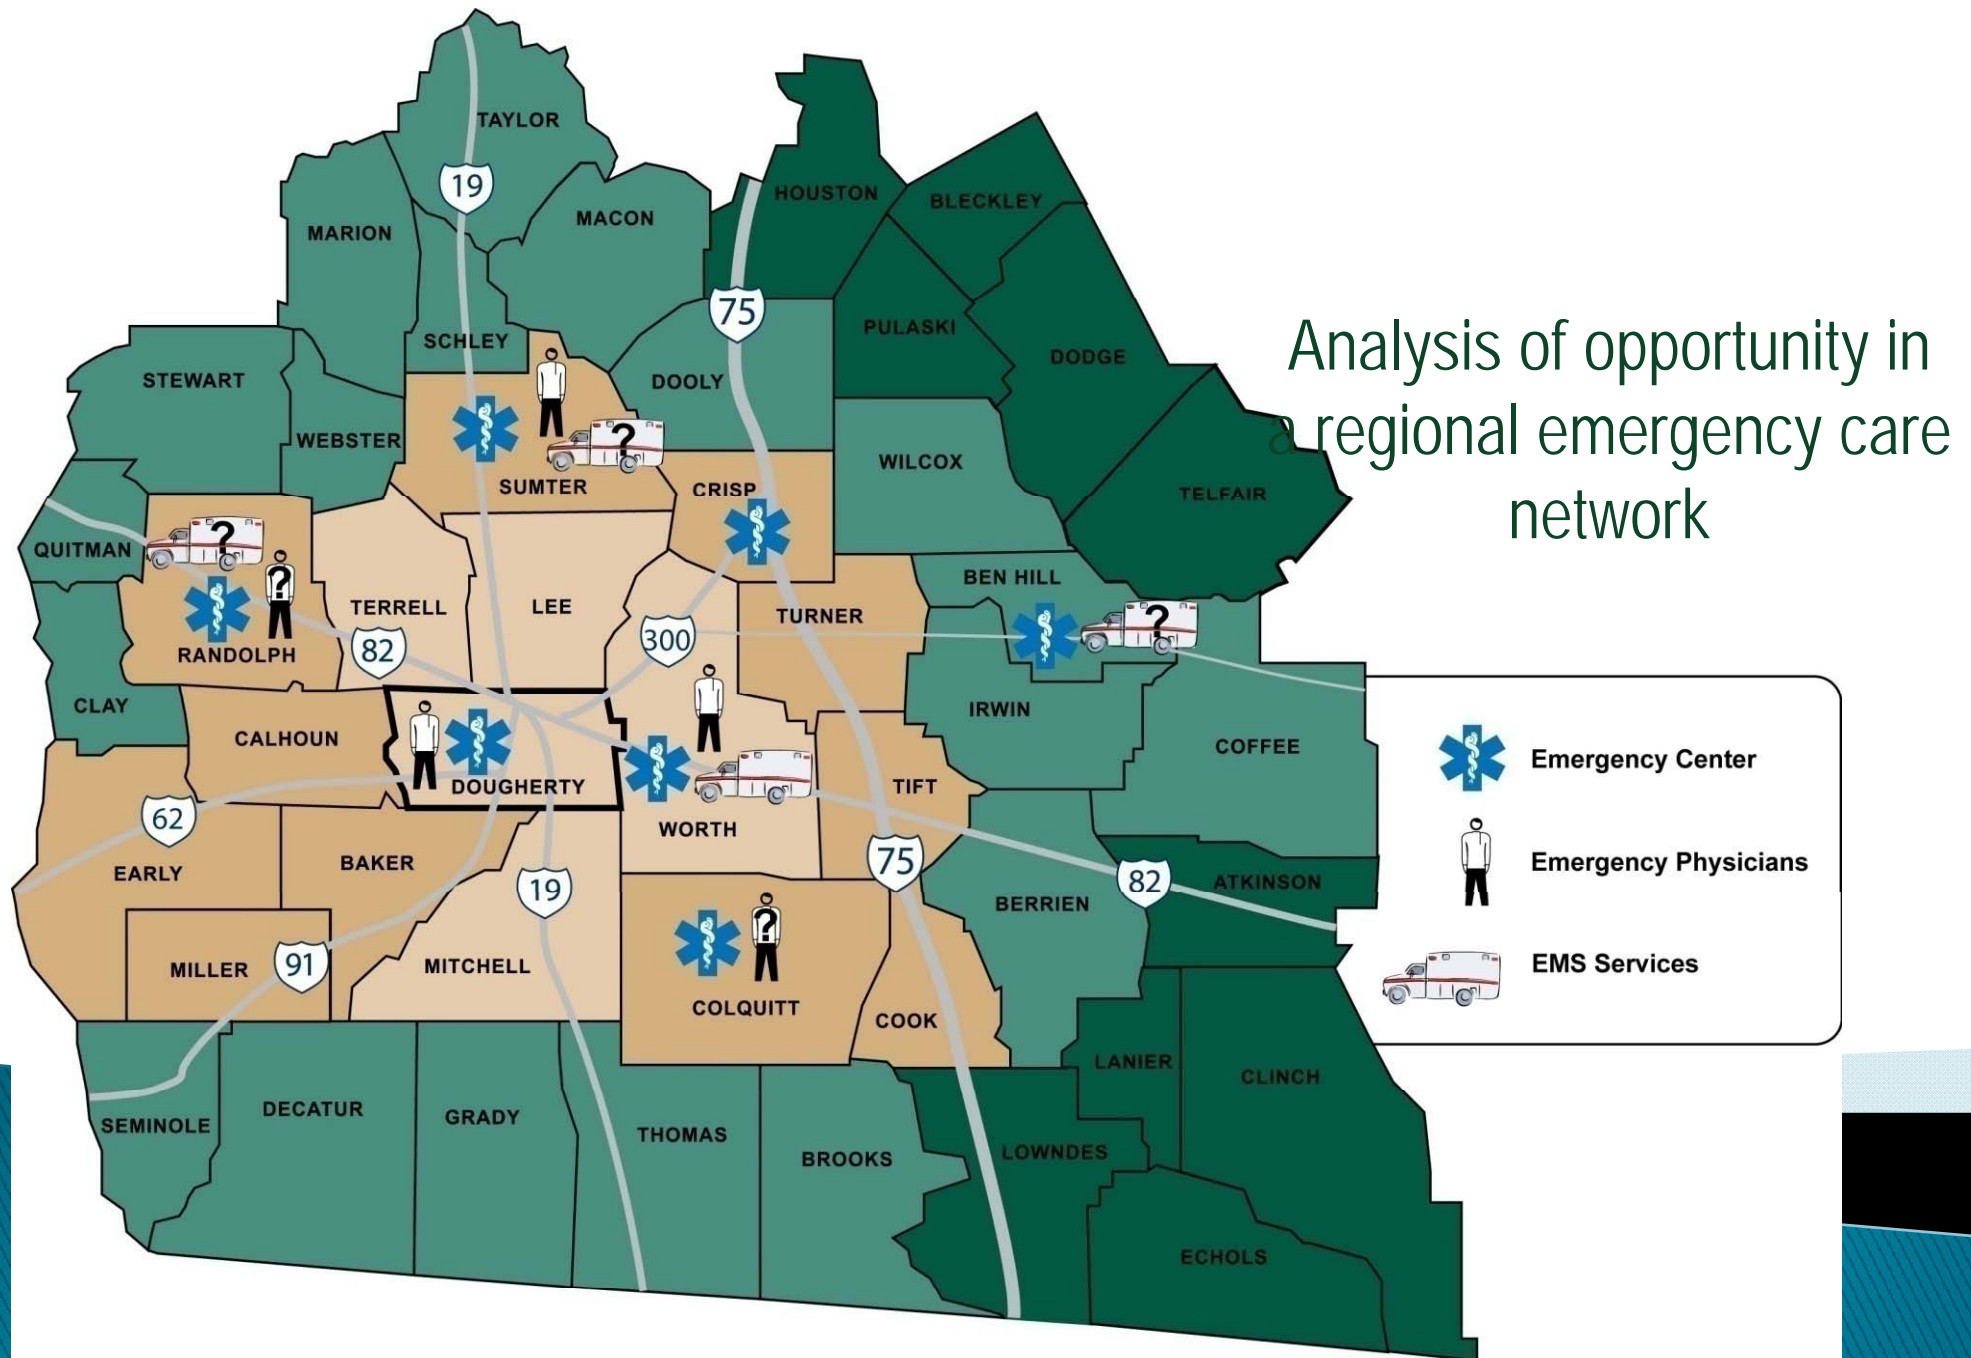 TAYLOR
19
HOUSTON
BLECKLEY
MACON
MARION
75
PULASKI
SCHLEY
DODGE
Analysis of opportunity in
a regional emergency care
network
STEWART
DOOLY
WEBSTER
?
WILCOX
SUMTER
CRISP
TELFAIR
QUITMAN
?
?
BEN HILL
TERRELL
LEE
TURNER
?
82
300
RANDOLPH
CLAY
IRWIN
CALHOUN
COFFEE
DOUGHERTY
TIFT
62
WORTH
75
EARLY
BAKER
19
82
ATKINSON
BERRIEN
?
91
MILLER
MITCHELL
COLQUITT
COOK
Emergency Center
Emergency Physicians
EMS Services
LANIER
CLINCH
SEMINOLE
DECATUR
GRADY
THOMAS
BROOKS
LOWNDES
ECHOLS